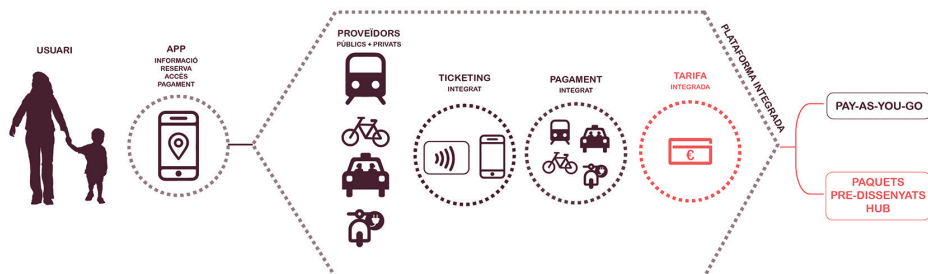 USUARI
APP
INFORMACIÓ
RESERVA
ACCÉS
PAGAMENT
PROVEÏDORS
PÚBLICS + PRIVATS
TICKETING
INTEGRAT
PAGAMENT
INTEGRAT
TARIFA
INTEGRADA
€
PLATAFORMA INTEGRADA
PAY-AS-YOU-GO
PAQUETS
PRE-DISSENYATS
HUB